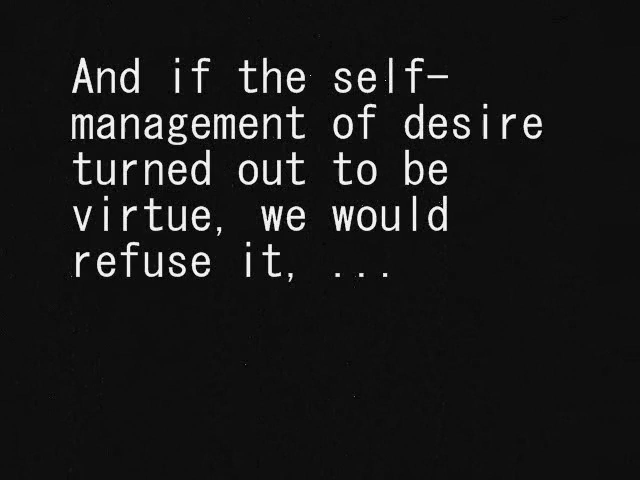 And if the self-
management of desire
turned out to be
virtue, we would
refuse it, ...